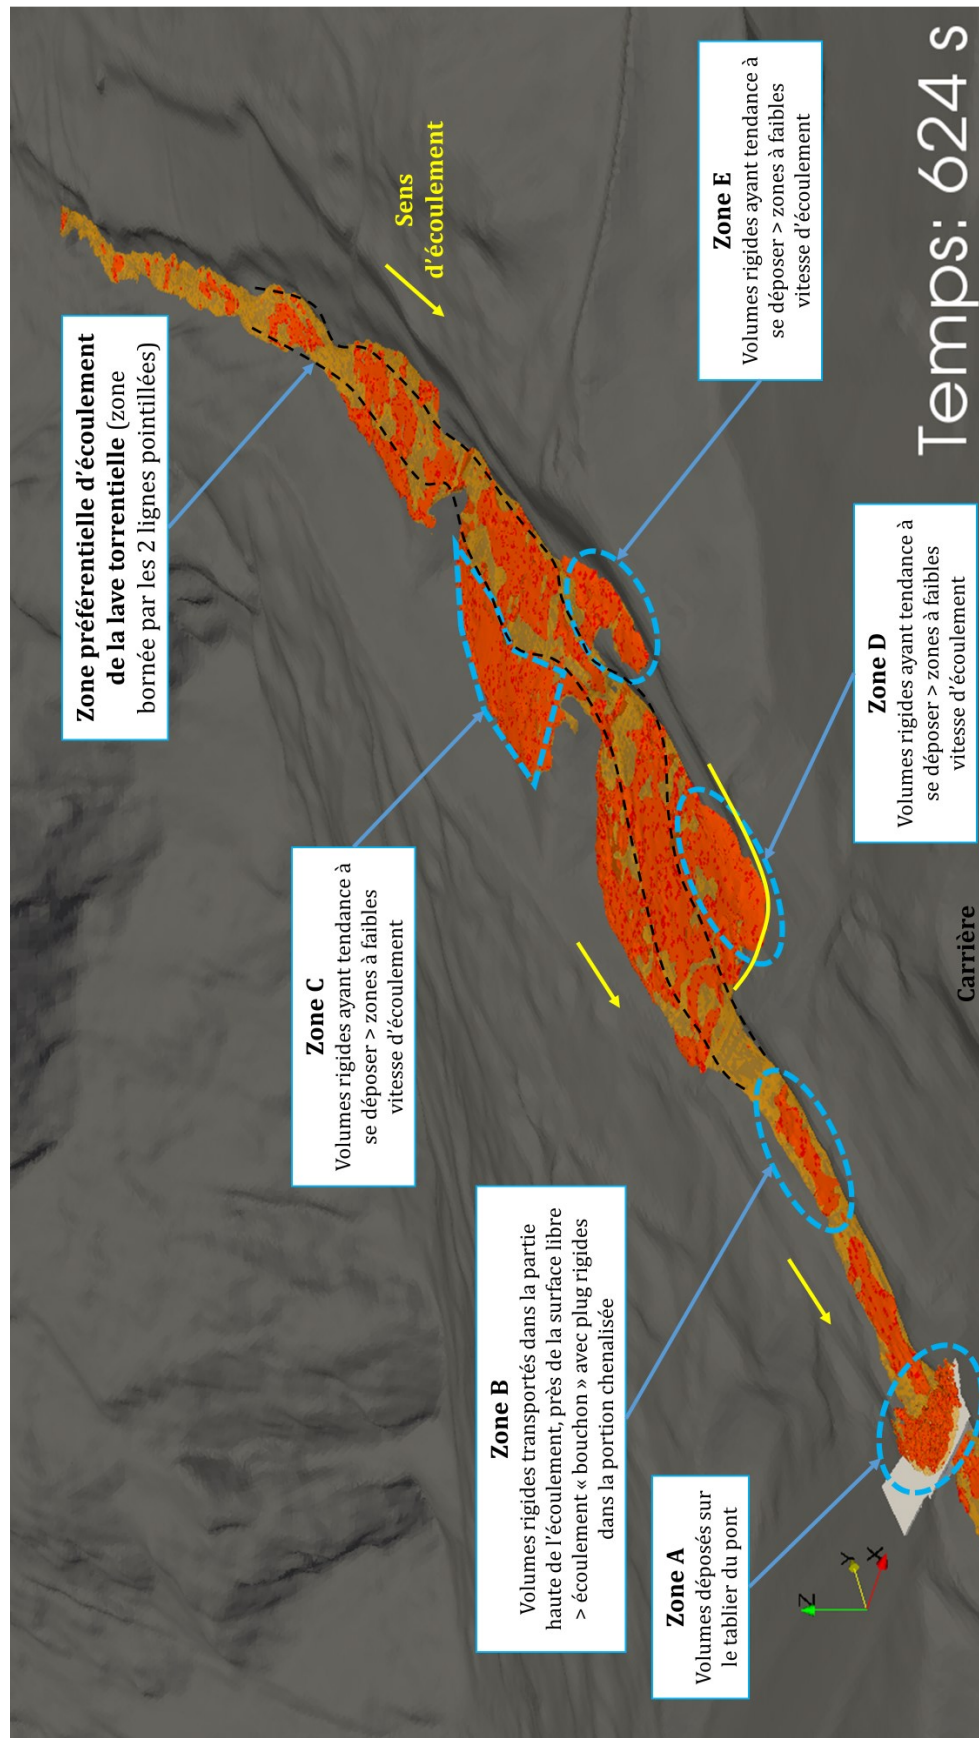 Zone préférentielle d'écoulement
de la lave torrentielle (zone
bornée par les 2 lignes pointillées)
Sens
d'écoulement
Zone C
Volumes rigides ayant tendance à
se déposer > zones à faibles
vitesse d'écoulement
Zone B
Volumes rigides transportés dans la partie
haute de l'écoulement, près de la surface libre
> écoulement « bouchon » avec plug rigides
dans la portion chenalisée
Zone A
Volumes déposés sur
le tablier du pont
Zone E
Volumes rigides ayant tendance à
se déposer > zones à faibles
vitesse d'écoulement
Zone D
Volumes rigides ayant tendance à
se déposer > zones à faibles
vitesse d'écoulement
Carrière
Z
Y
X
Temps: 624 s